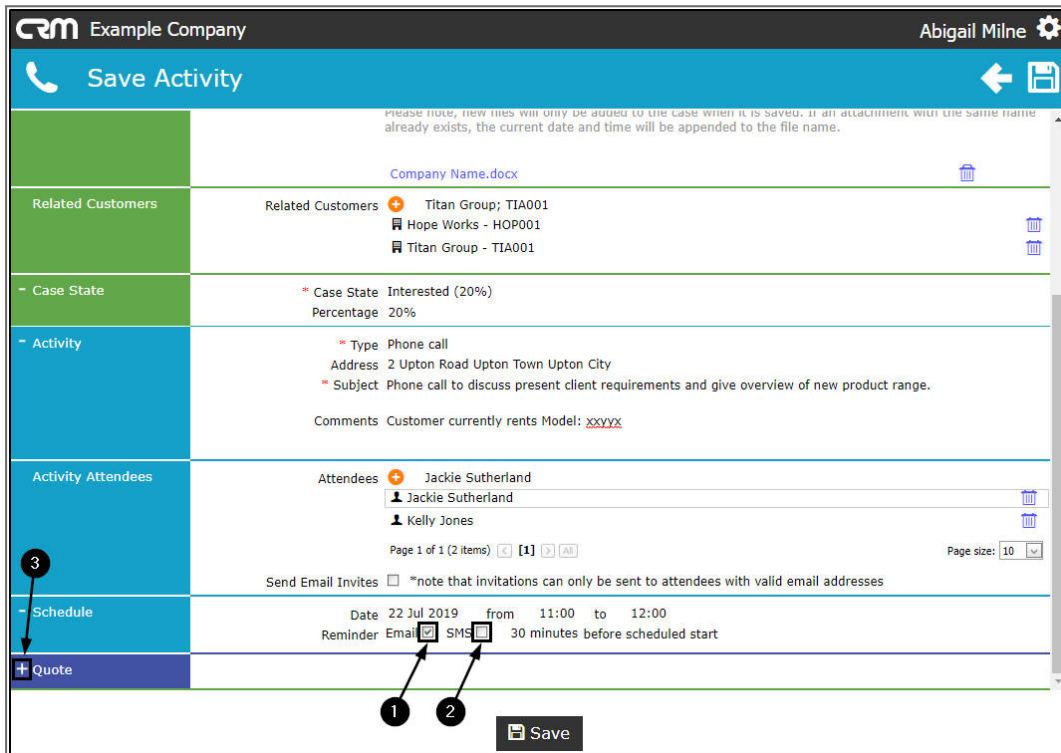 CRM Example Company Abigail Milne
Save Activity
Please note, new files will only be added to the case when it is saved. If an attachment with the same name
already exists, the current date and time will be appended to the file name.
Company Name.docx
Related Customers Related Customers Titan Group; TIA001
Hope Works - HOP001
Titan Group - TIA001
- Case State * Case State Interested (20%)
Percentage 20%
- Activity * Type Phone call
Address 2 Upton Road Upton Town Upton City
* Subject Phone call to discuss present client requirements and give overview of new product range.
Comments Customer currently rents Model: xxyyx
Activity Attendees Attendees Jackie Sutherland
Jackie Sutherland
Kelly Jones
Page 1 of 1 (2 items) < [1] > All Page size: 10
3
Send Email Invites *note that invitations can only be sent to attendees with valid email addresses
- Schedule Date 22 Jul 2019 from 11:00 to 12:00
Reminder Email SMS 30 minutes before scheduled start
+ Quote
1 2
Save